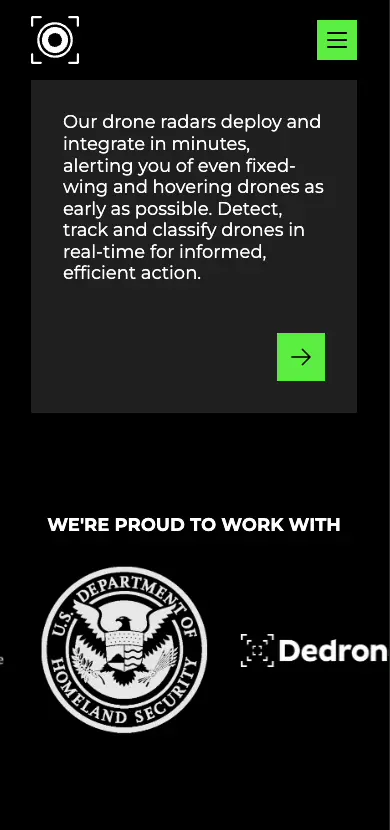 Our drone radars deploy and
integrate in minutes,
alerting you of even fixed-
wing and hovering drones as
early as possible. Detect,
track and classify drones in
real-time for informed,
efficient action.
WE'RE PROUD TO WORK WITH
U.S. DEPARTMENT OF
HOMELAND SECURITY
Dedron